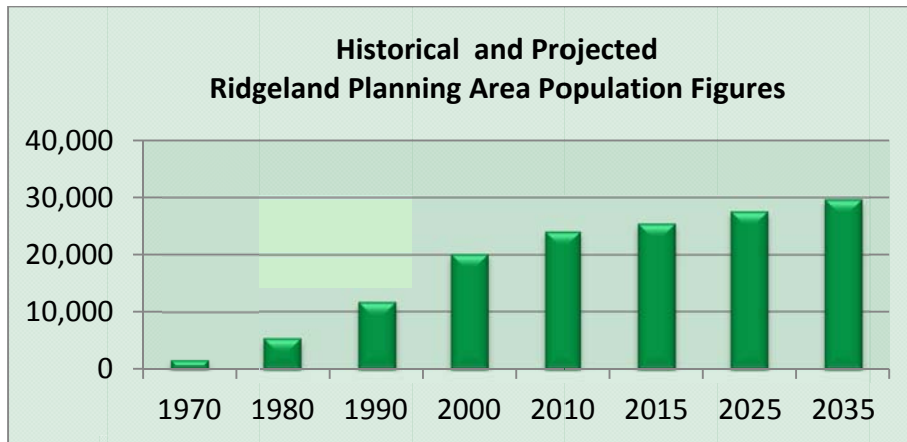 Historical and Projected
Ridgeland Planning Area Population Figures
40,000
30,000
20,000
10,000
0
1970 1980 1990 2000 2010 2015 2025 2035